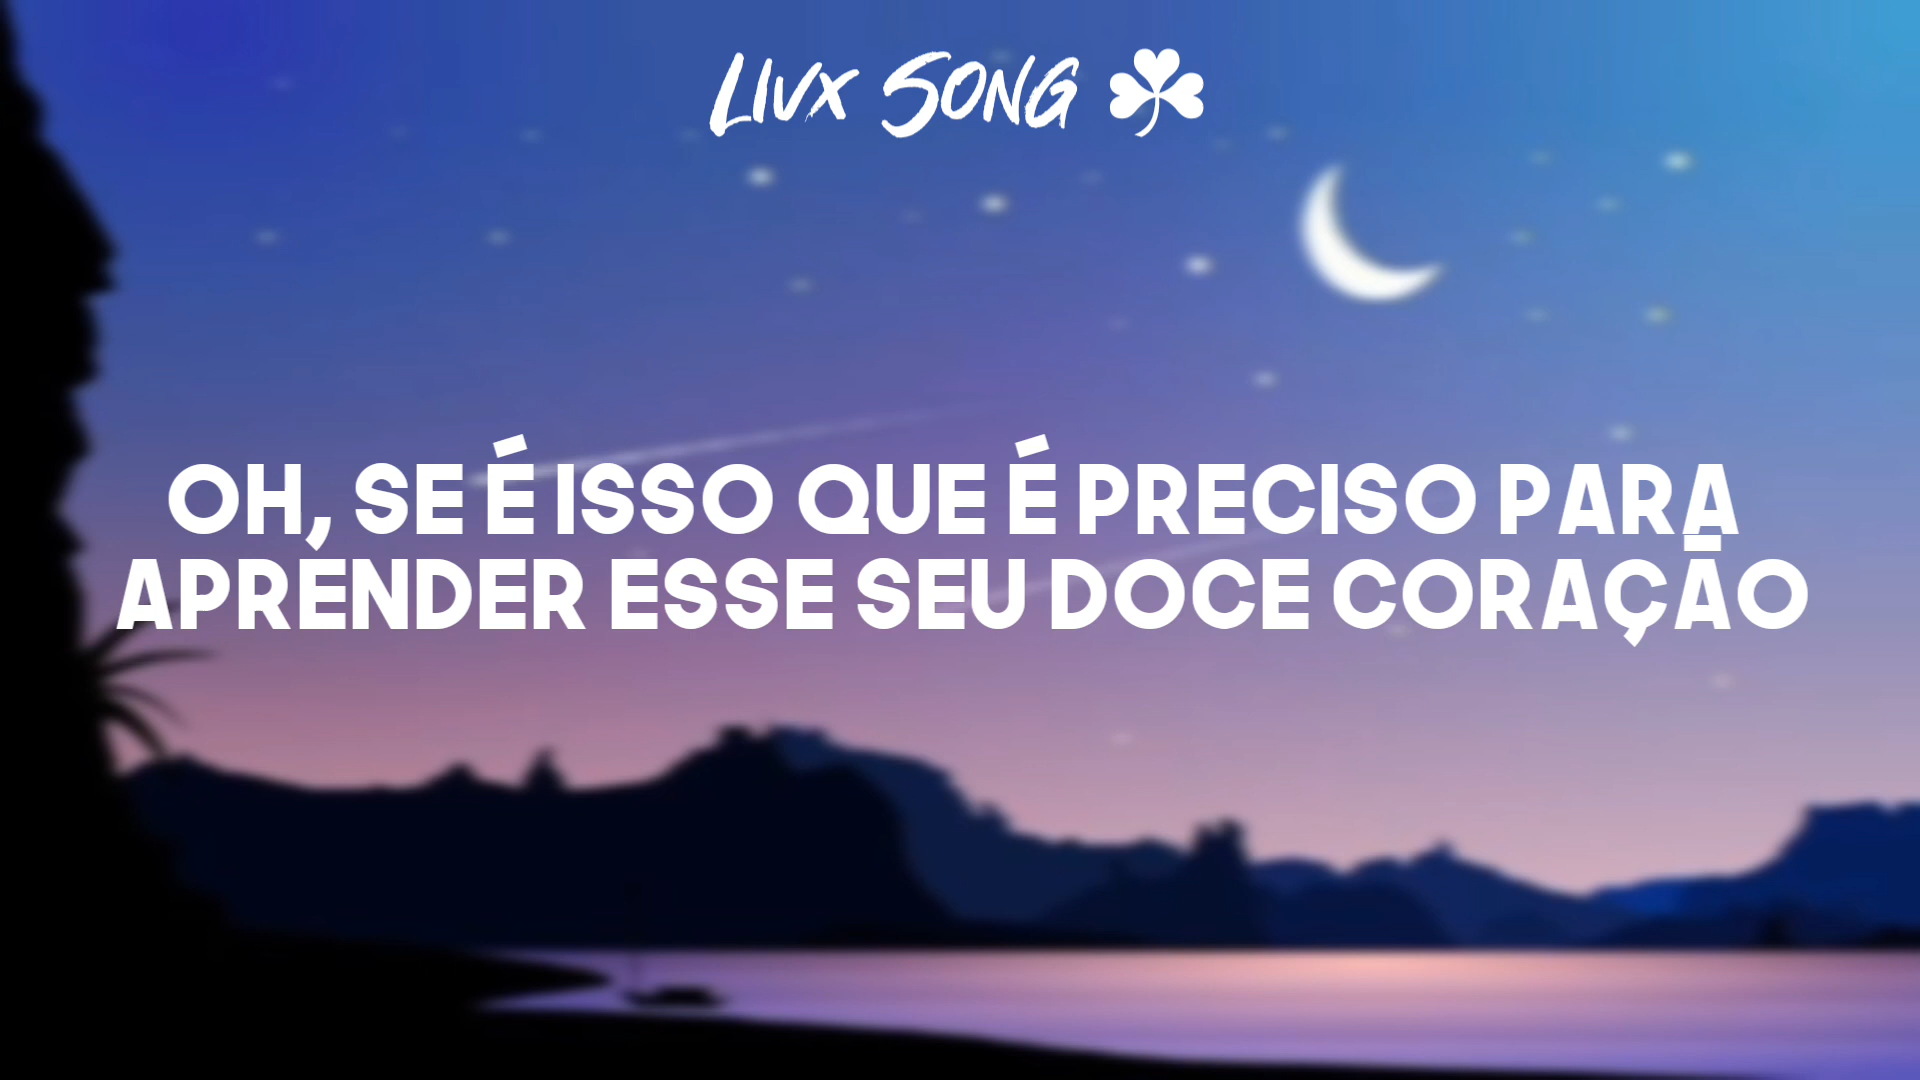 LIVX SONG
OH, SE É ISSO QUE É PRECISO PARA
APRENDER ESSE SEU DOCE CORAÇÃO